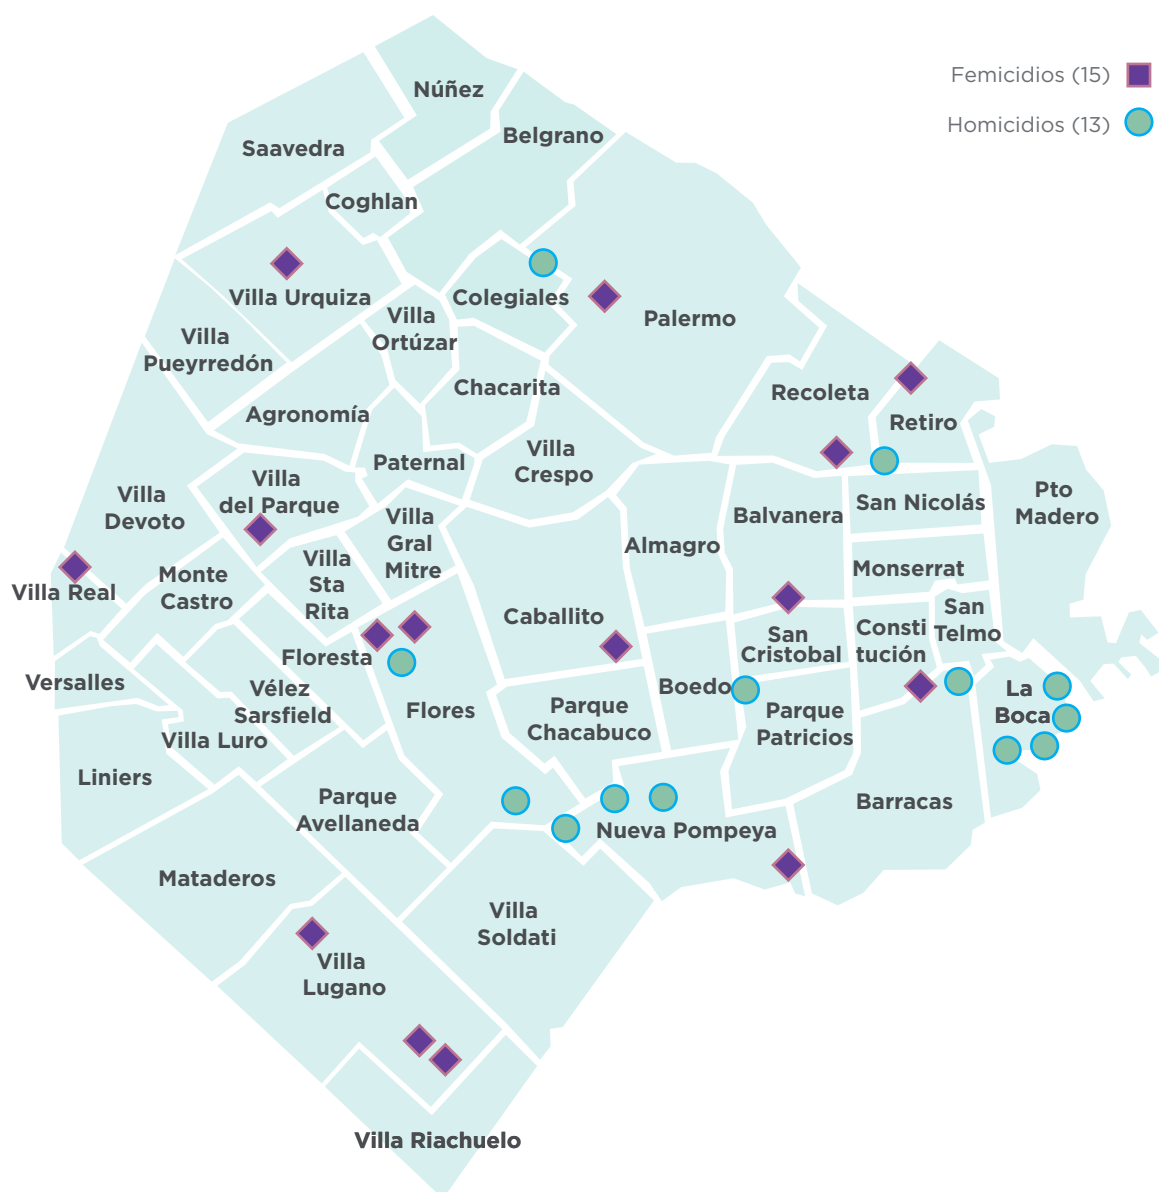 Femicidios (15)
Homicidios (13)
Núñez
Belgrano
Saavedra
Coghlan
Villa Urquiza
Colegiales
Villa
Ortúzar
Palermo
Villa
Pueyrredón
Chacarita
Recoleta
Agronomía
Retiro
Paternal
Villa
Crespo
Villa
del Parque
Villa
Devoto
San Nicolás
Pto
Madero
Balvanera
Villa
Gral
Mitre
Almagro
Monserrat
Villa Real
Monte
Castro
Villa
Sta
Rita
Caballito
San
Telmo
San
Cristobal
Consti
tución
Floresta
Versalles
Vélez
Sarsfield
Boedo
La
Boca
Flores
Parque
Chacabuco
Parque
Patricios
Villa Luro
Liniers
Parque
Avellaneda
Barracas
Nueva Pompeya
Mataderos
Villa
Soldati
Villa
Lugano
Villa Riachuelo